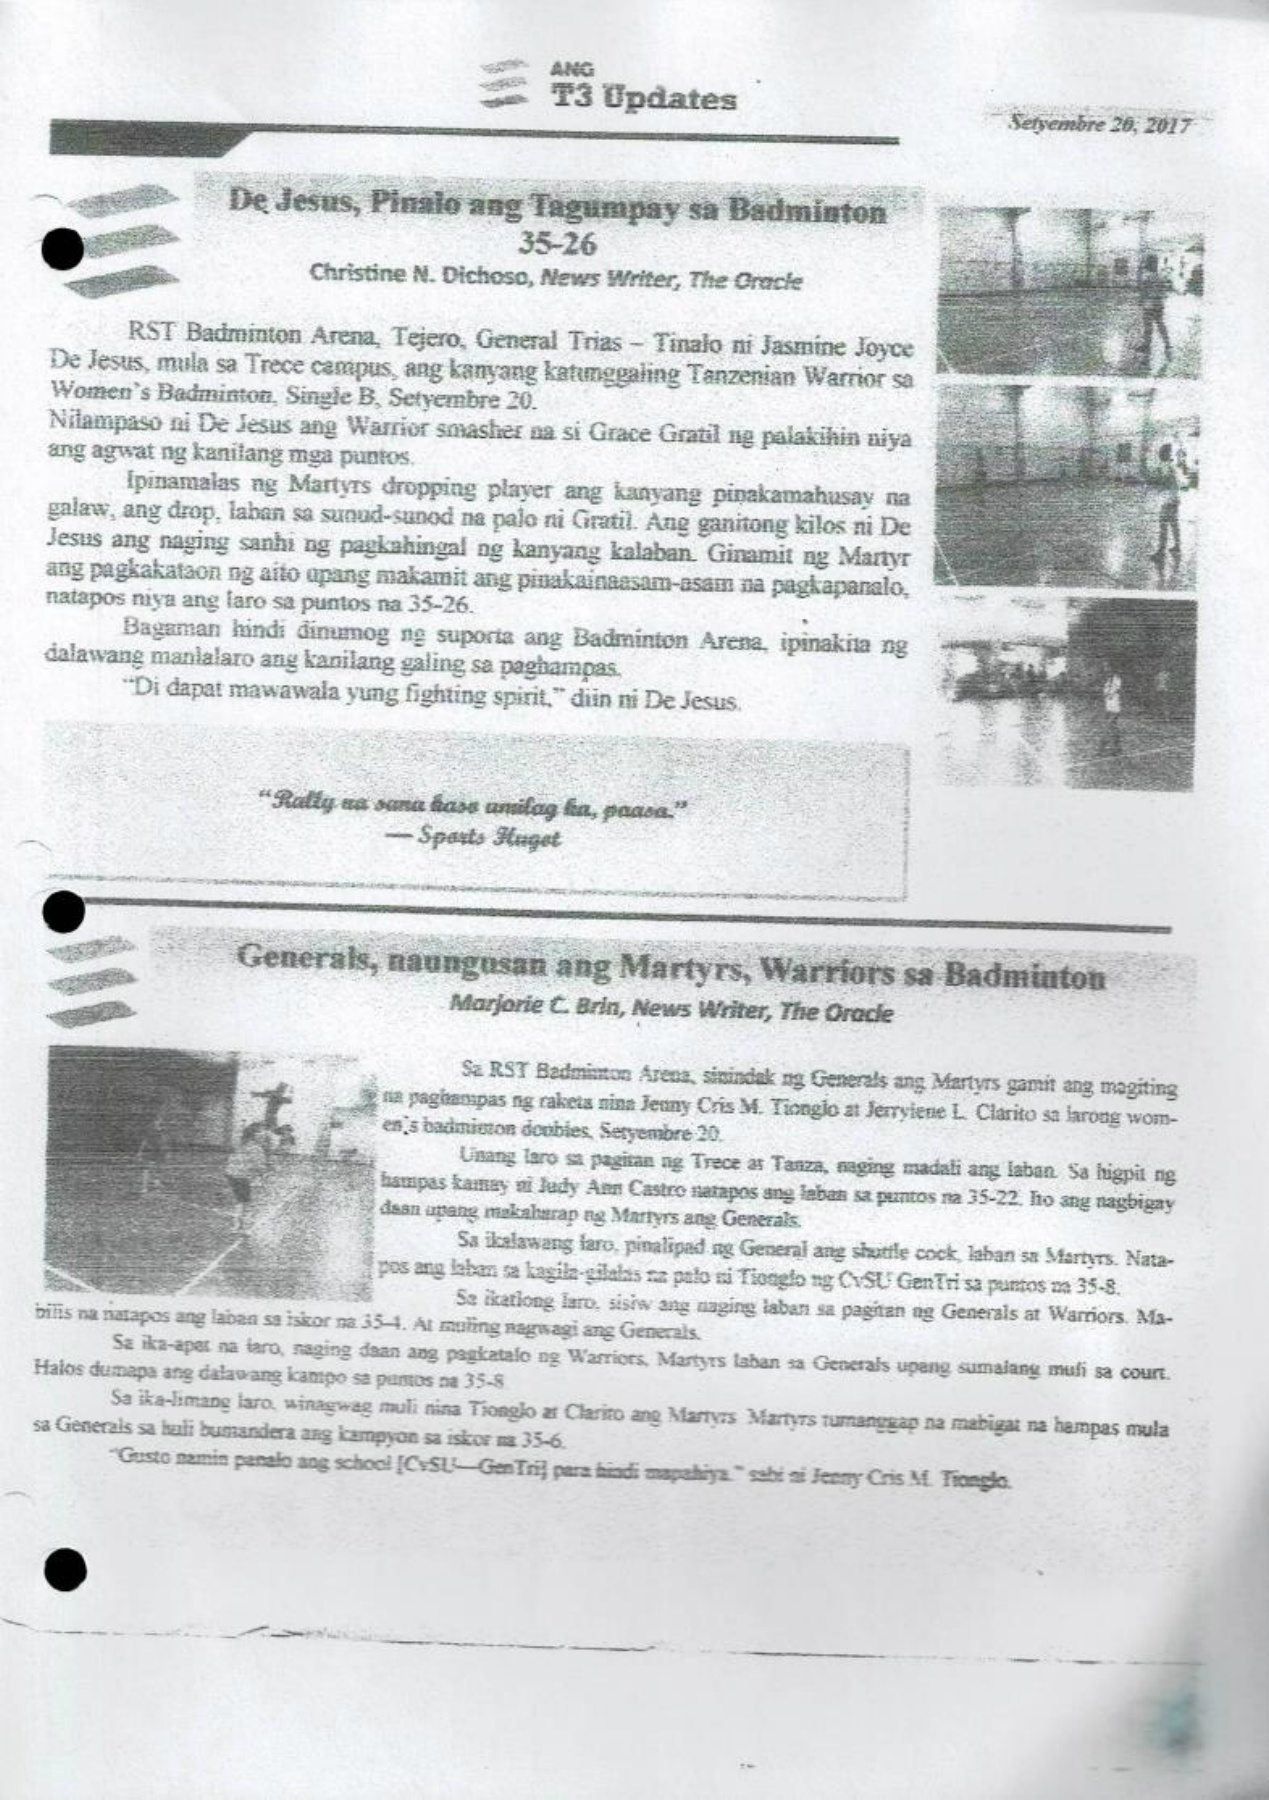 ANG
T3 Updates
Setyembre 20, 2017
De Jesus, Pinalo ang Tagumpay sa Badminton
35-26
Christine N. Dichoso, News Writer, The Oracle
RST Badminton Arena, Tejero, General Trias – Tinalo ni Jasmine Joyce
De Jesus, mula sa Trece campus, ang kanyang katunggaling Tanzenian Warrior sa
Women's Badminton, Single B, Setyembre 20.
Nilampaso ni De Jesus ang Warrior smasher na si Grace Gratil ng palakihin niya
ang agwat ng kanilang mga puntos.
Ipinamalas ng Martyrs dropping player ang kanyang pinakamahusay na
galaw, ang drop, laban sa sunud-sunod na palo ni Gratil. Ang ganitong kilos ni De
Jesus ang naging sanhi ng pagkahingal ng kanyang kalaban. Ginamit ng Martyr
ang pagkakataon ng aito upang makamit ang pinakainaasam-asam na pagkapanalo,
natapos niya ang laro sa puntos na 35-26.
Bagaman hindi dinumog ng suporta ang Badminton Arena, ipinakita ng
dalawang manlalaro ang kanilang galing sa paghampas.
"Di dapat mawawala yung fighting spirit," diin ni De Jesus.
"Rally na sana kaso umilag ka, paasa."
— Sports Hugot
Generals, naungusan ang Martyrs, Warriors sa Badminton
Marjorie C. Brin, News Writer, The Oracle
Sa RST Badminton Arena, sinindak ng Generals ang Martyrs gamit ang magiting
na paghampas ng raketa nina Jenny Cris M. Tionglo at Jerrylene L. Clarito sa larong wom-
en's badminton doubles, Setyembre 20.
Unang laro sa pagitan ng Trece at Tanza, naging madali ang laban. Sa higpit ng
hampas kamay ni Judy Ann Castro natapos ang laban sa puntos na 35-22. Ito ang nagbigay
daan upang makaharap ng Martyrs ang Generals.
Sa ikalawang laro, pinalipad ng General ang shuttle cock, laban sa Martyrs. Nata-
pos ang laban sa kagila-gilalas na palo ni Tionglo ng CvSU GenTri sa puntos na 35-8.
Sa ikatlong laro, sisiw ang naging laban sa pagitan ng Generals at Warriors. Ma-
bilis na natapos ang laban sa iskor na 35-4. At muling nagwagi ang Generals.
Sa ika-apat na laro, naging daan ang pagkatalo ng Warriors, Martyrs laban sa Generals upang sumalang muli sa court.
Halos dumapa ang dalawang kampo sa puntos na 35-8
Sa ika-limang laro, winagwag muli nina Tionglo at Clarito ang Martyrs. Martyrs tumanggap na mabigat na hampas mula
sa Generals sa huli bumandera ang kampyon sa iskor na 35-6.
"Gusto namin panalo ang school [CvSU—GenTri] para hindi mapahiya." sabi ni Jenny Cris M. Tionglo.